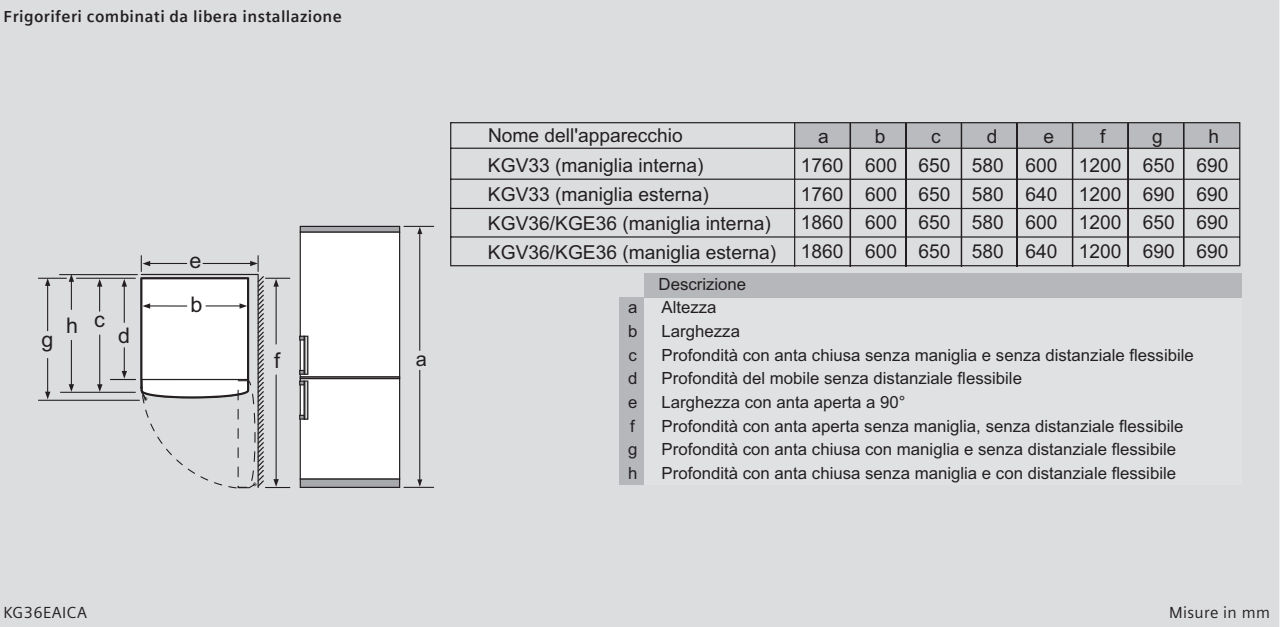 Frigoriferi combinati da libera installazione
Nome dell'apparecchio a b c d e f g h
KGV33 (maniglia interna) 1760 600 650 580 600 1200 650 690
KGV33 (maniglia esterna) 1760 600 650 580 640 1200 690 690
KGV36/KGE36 (maniglia interna) 1860 600 650 580 600 1200 650 690
KGV36/KGE36 (maniglia esterna) 1860 600 650 580 640 1200 690 690
e
b
g h c d
f
a
Descrizione
a Altezza
b Larghezza
c Profondità con anta chiusa senza maniglia e senza distanziale flessibile
d Profondità del mobile senza distanziale flessibile
e Larghezza con anta aperta a 90°
f Profondità con anta aperta senza maniglia, senza distanziale flessibile
g Profondità con anta chiusa con maniglia e senza distanziale flessibile
h Profondità con anta chiusa senza maniglia e con distanziale flessibile
KG36EAICA
Misure in mm